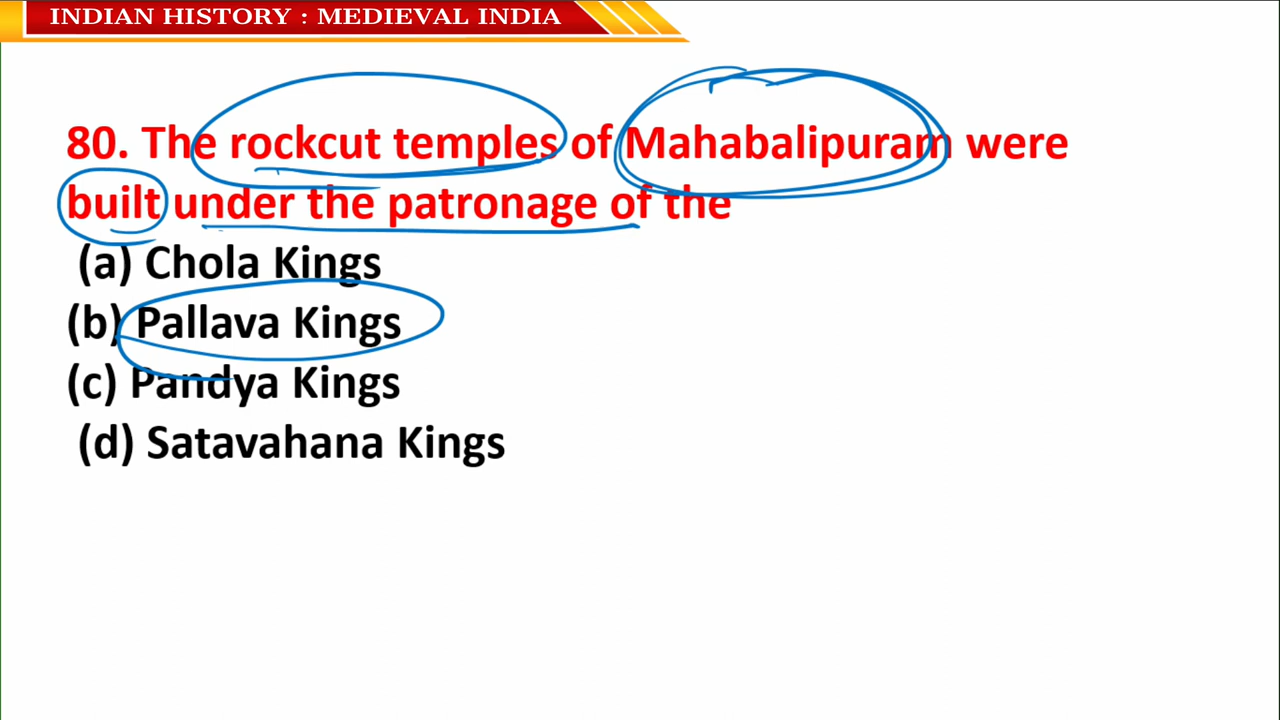 INDIAN HISTORY : MEDIEVAL INDIA
80. The rockcut temples of Mahabalipuram were
built under the patronage of the
(a) Chola Kings
(b) Pallava Kings
(c) Pandya Kings
(d) Satavahana Kings